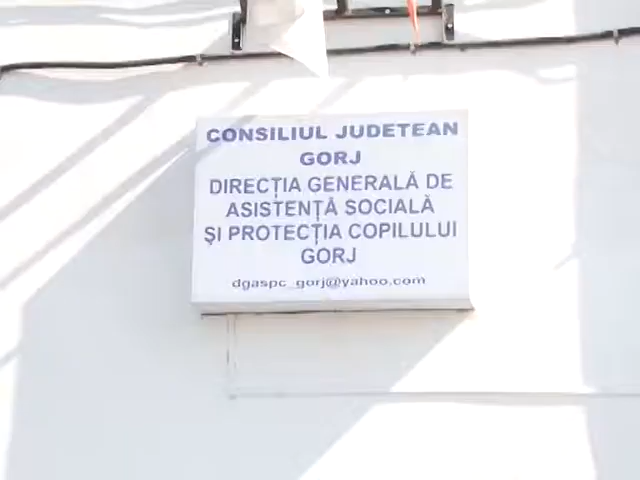 CONSILIUL JUDETEAN
GORJ
DIRECȚIA GENERALĂ DE
ASISTENȚĂ SOCIALĂ
ȘI PROTECȚIA COPILULUI
GORJ
dgaspc_gorj@yahoo.com